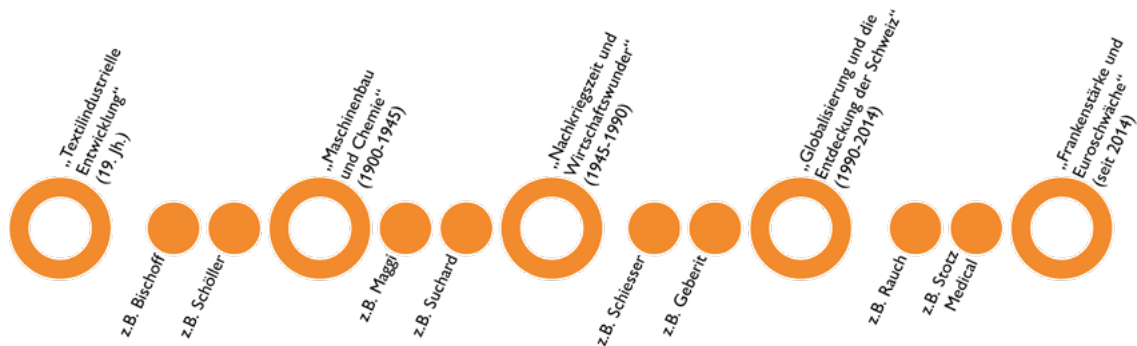 „Textilindustrielle
Entwicklung“
(19. Jh.)
z.B. Bischoff
z.B. Schöller
„Maschinenbau
und Chemie“
(1900-1945)
z.B. Maggi
z.B. Suchard
„Nachkriegszeit und
Wirtschaftswunder“
(1945-1990)
z.B. Schiesser
z.B. Geberit
„Globalisierung und die
Entdeckung der Schweiz“
(1990-2014)
z.B. Rauch
z.B. Stotz
Medical
„Frankenstärke und
Euroschwäche“
(seit 2014)